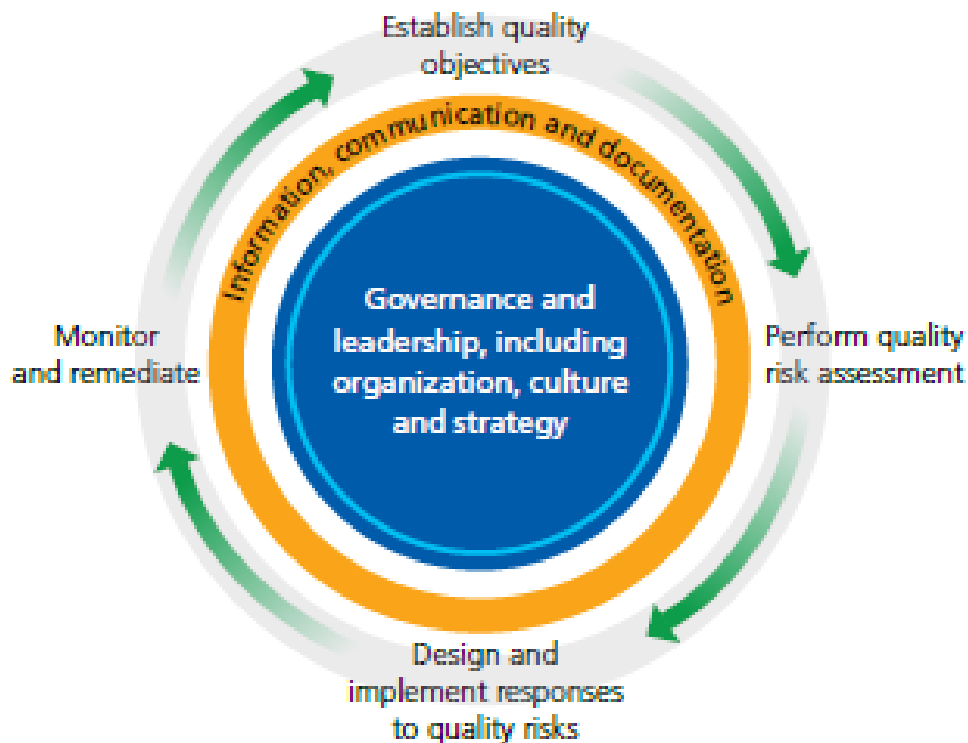 Establish quality
objectives
Information, communication and documentation
Governance and
leadership, including
organization, culture
and strategy
Monitor
and remediate
Perform quality
risk assessment
Design and
implement responses
to quality risks